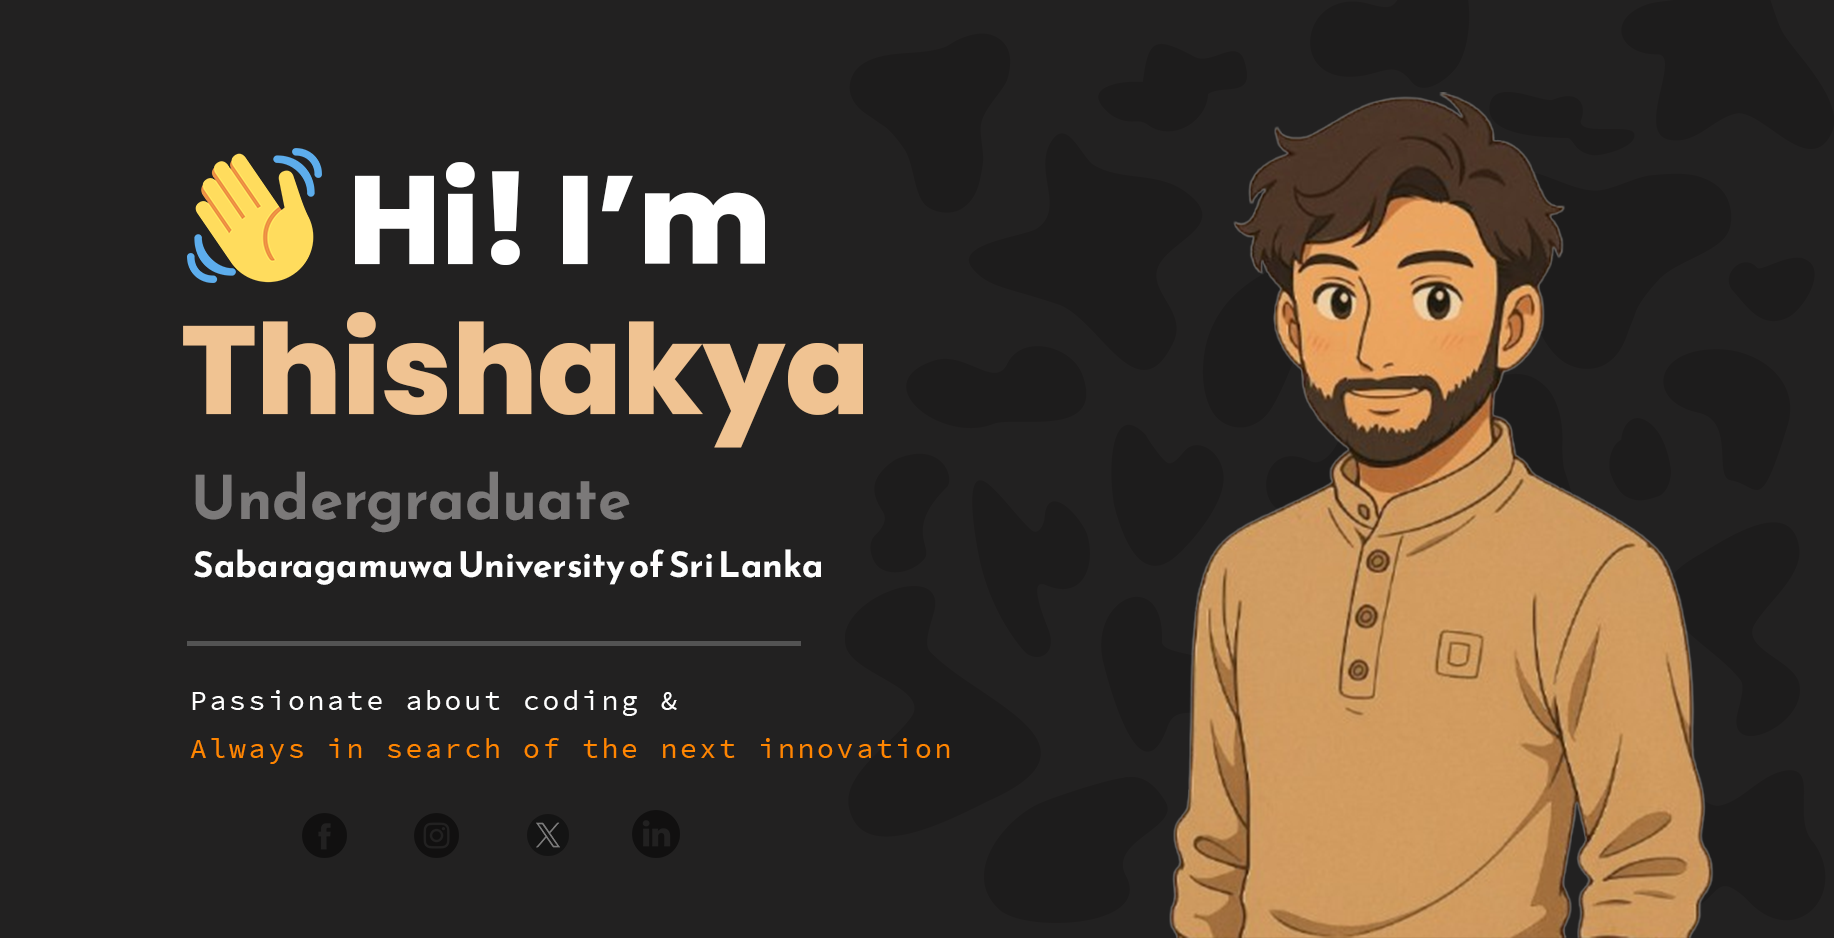 Hi! I’m
Thishakya
Undergraduate
Sabaragamuwa University of Sri Lanka
Passionate about coding &
Always in search of the next innovation